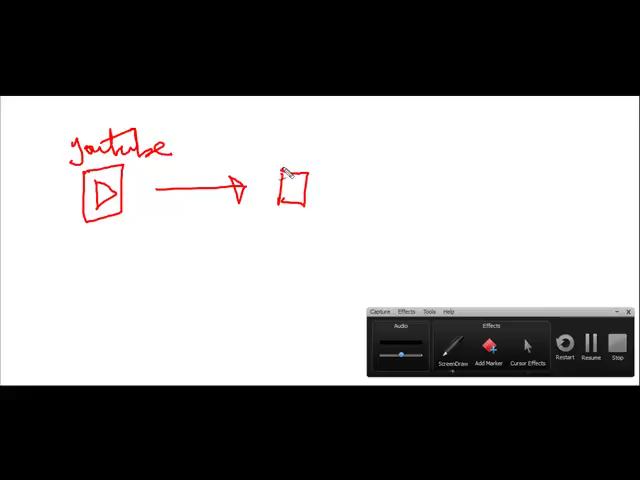 youtube
Capture Effects Tools Help
Audio
Effects
ScreenDraw Add Marker Cursor Effects
Restart Resume Stop